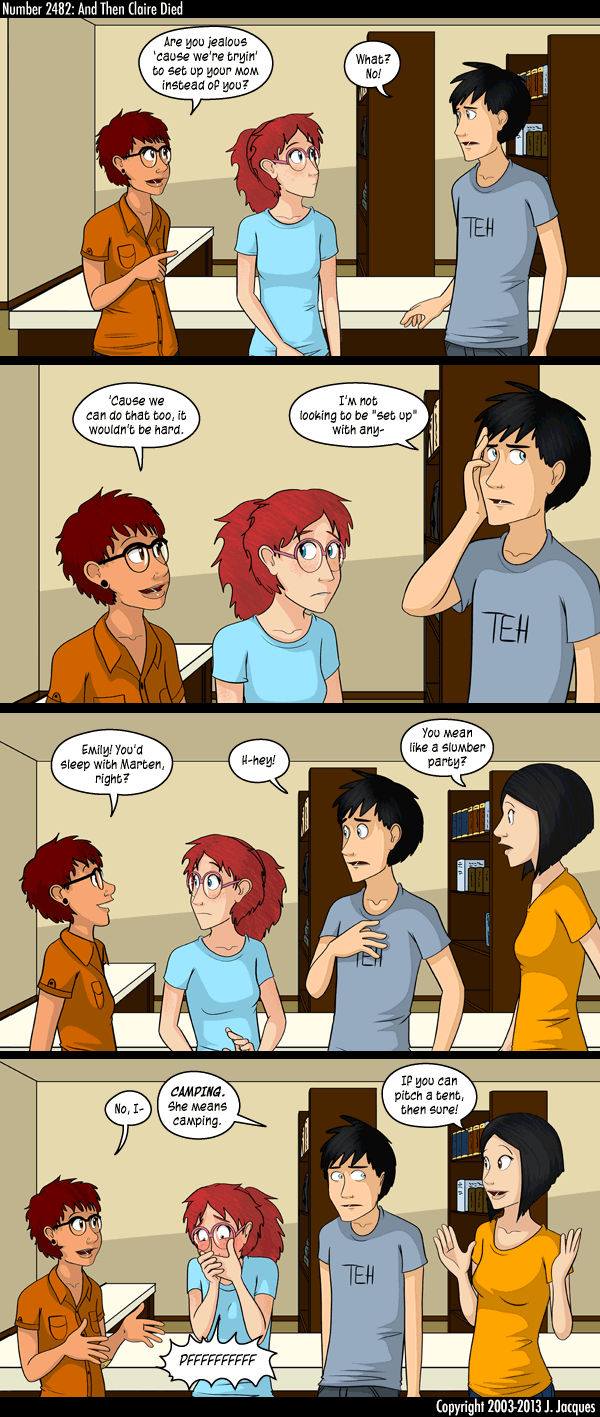 Number 2482: And Then Claire Died
Are you jealous
'cause we're tryin'
to set up your mom
instead of you?
What?
No!
TEH
'Cause we
can do that too, it
wouldn't be hard.
I'm not
looking to be "set up"
with any-
TEH
Emily! You'd
sleep with Marten,
right?
H-hey!
You mean
like a slumber
party?
TEH
No, I-
CAMPING.
She means
camping.
If you can
pitch a tent,
then sure!
TEH
PFFFFFFFFFF
Copyright 2003-2013 J. Jacques